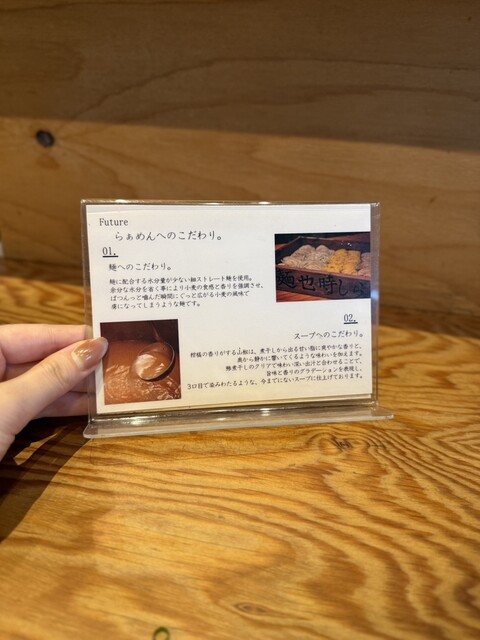 Future
らぁめんへのこだわり。
01.
麺へのこだわり。
麺に配合する水分量が少ない細ストレート麺を使用。
余分な水分を省く事により小麦の食感と香りを強調させ、
ぱつんっと噛んだ瞬間にぐっと広がる小麦の風味で
虜になってしまうような麺です。
麺也時しらず
02.
スープへのこだわり。
柑橘の香りがする山椒は、煮干しから出る甘い脂に爽やかな香りと、
奥から静かに響いてくるような味わいを加えます。
煮干しのクリアで味わい深い出汁と合わせることで、
旨味と香りのグラデーションを表現し、
3口目で染みわたるような、今までにないスープに仕上げております。